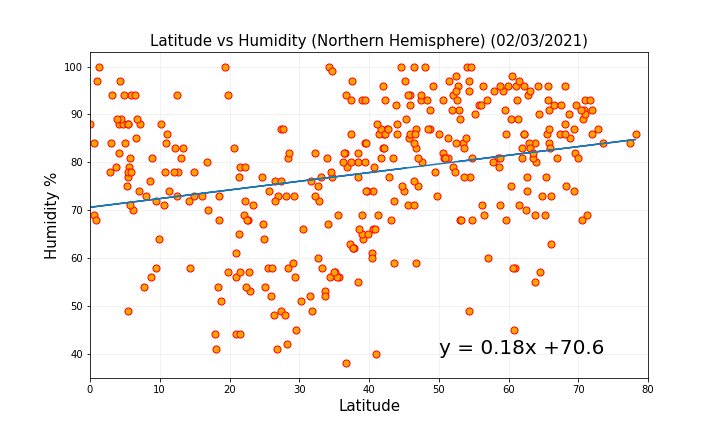 Latitude vs Humidity (Northern Hemisphere) (02/03/2021)
100
90
80
70
60
50
40
Humidity %
y = 0.18x +70.6
0 10 20 30 40 50 60 70 80
Latitude